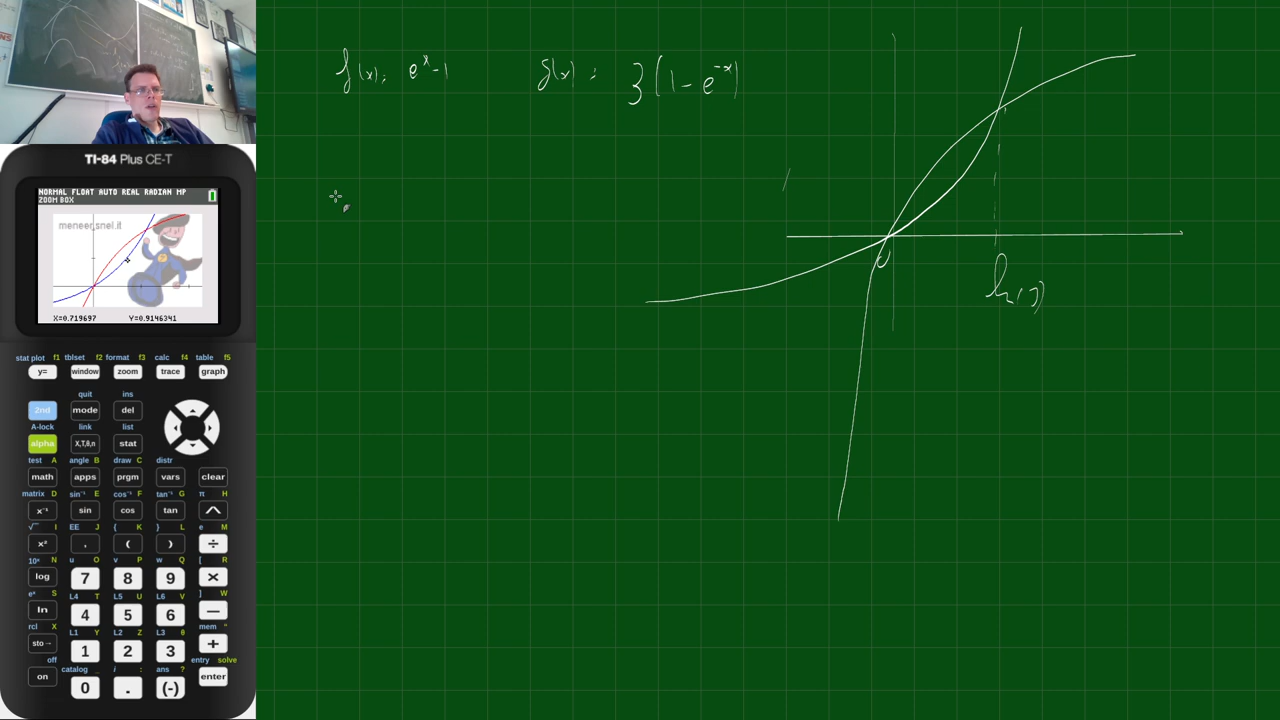 f(x) = e^x - 1 g(x) = 3(1 - e^-x)
0
ln(3)
TI-84 Plus CE-T
NORMAL FLOAT AUTO REAL RADIAN MP
ZOOM BOX
meneer.snel.it
X=0.719697 Y=0.9146341
stat plot f1 tblset f2 format f3 calc f4 table f5
y= window zoom trace graph
quit ins
2nd mode del
A-lock link list
alpha X,T,θ,n stat
test A angle B draw C distr
math apps prgm vars clear
matrix D sin⁻¹ E cos⁻¹ F tan⁻¹ G π H
x⁻¹ sin cos tan ^
√ I EE J { K } L e M
x² , ( ) ÷
10ˣ N u O v P w Q [ R
log 7 8 9 ×
eˣ S L4 T L5 U L6 V ] W
ln 4 5 6 —
rcl X L1 Y L2 Z L3 θ mem "
sto→ 1 2 3 +
off catalog i : ans ? entry solve
on 0 . (-) enter